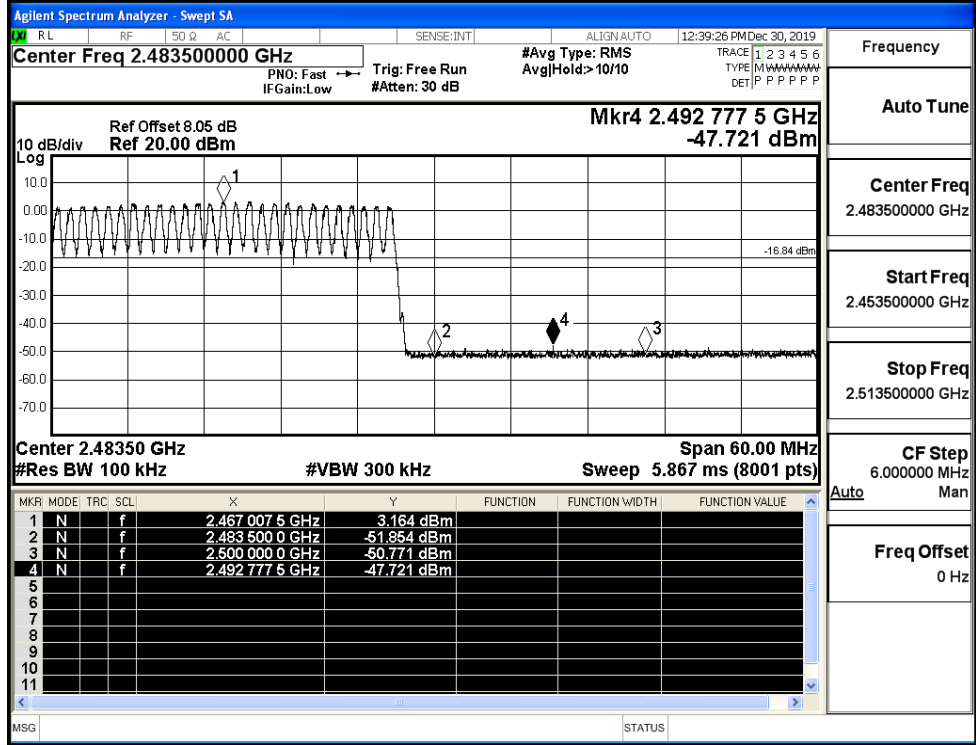 Agilent Spectrum Analyzer - Swept SA
LXI RL RF 50 Ω AC SENSE:INT ALIGN AUTO 12:39:26 PM Dec 30, 2019
Center Freq 2.483500000 GHz
PNO: Fast
IFGain:Low
Trig: Free Run
#Atten: 30 dB
#Avg Type: RMS
Avg|Hold:> 10/10
TRACE 1 2 3 4 5 6
TYPE M W W W W W
DET P P P P P P
Mkr4 2.492 777 5 GHz
-47.721 dBm
Ref Offset 8.05 dB
10 dB/div Ref 20.00 dBm
Log
10.0
0.00
-10.0
-20.0
-30.0
-40.0
-50.0
-60.0
-70.0
1
2
4
3
-16.84 dBm
Center 2.48350 GHz Span 60.00 MHz
#Res BW 100 kHz #VBW 300 kHz Sweep 5.867 ms (8001 pts)
MKR MODE TRC SCL X Y FUNCTION FUNCTION WIDTH FUNCTION VALUE
1 N f 2.467 007 5 GHz 3.164 dBm
2 N f 2.483 500 0 GHz -51.854 dBm
3 N f 2.500 000 0 GHz -50.771 dBm
4 N f 2.492 777 5 GHz -47.721 dBm
5
6
7
8
9
10
11
MSG STATUS
Frequency
Auto Tune
Center Freq
2.483500000 GHz
Start Freq
2.453500000 GHz
Stop Freq
2.513500000 GHz
CF Step
6.000000 MHz
Auto Man
Freq Offset
0 Hz